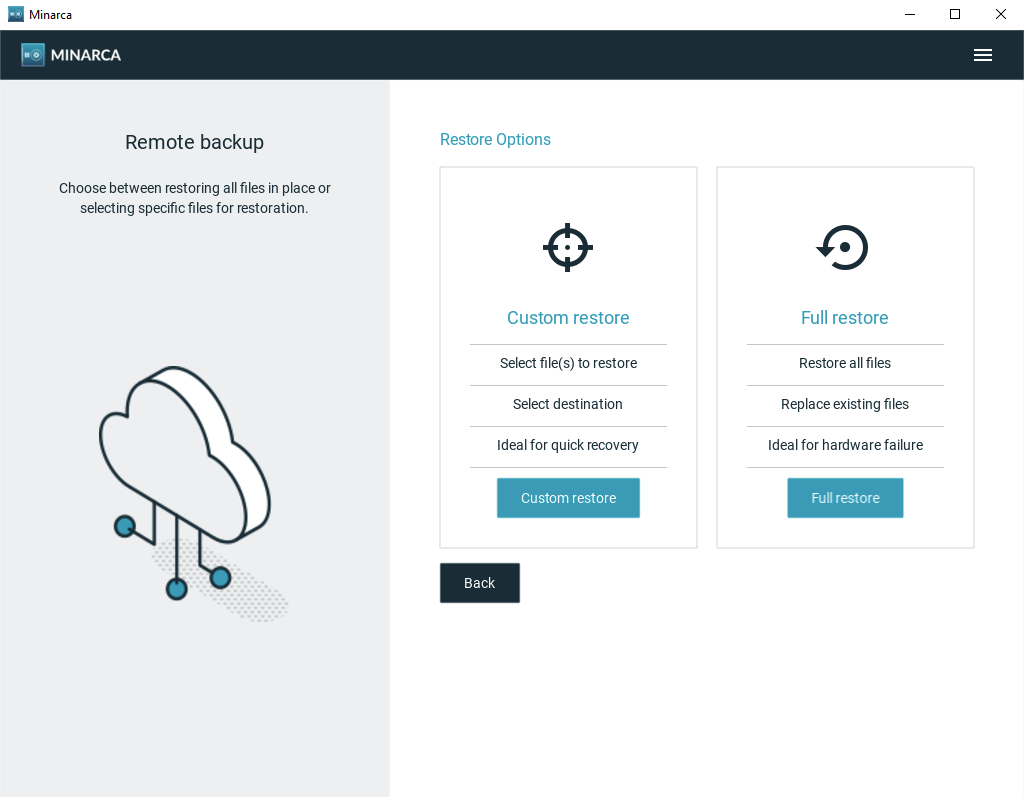 Minarca
MINARCA
Remote backup
Choose between restoring all files in place or
selecting specific files for restoration.
Restore Options
Custom restore
Select file(s) to restore
Select destination
Ideal for quick recovery
Custom restore
Full restore
Restore all files
Replace existing files
Ideal for hardware failure
Full restore
Back